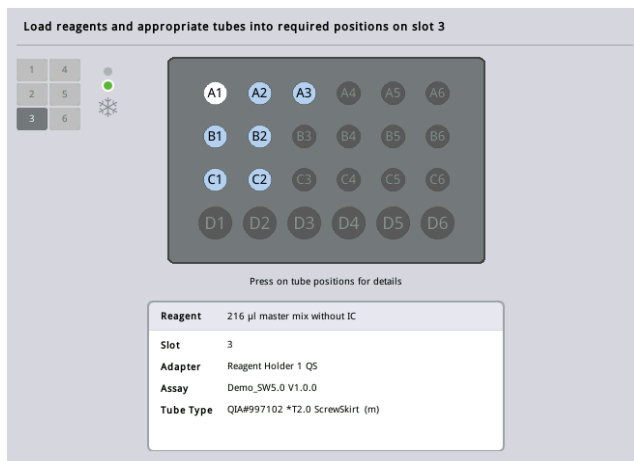 Load reagents and appropriate tubes into required positions on slot 3
1 4
2 5
3 6
A1 A2 A3 A4 A5 A6
B1 B2 B3 B4 B5 B6
C1 C2 C3 C4 C5 C6
D1 D2 D3 D4 D5 D6
Press on tube positions for details
Reagent 216 µl master mix without IC
Slot 3
Adapter Reagent Holder 1 QS
Assay Demo_SW5.0 V1.0.0
Tube Type QIA#997102 *T2.0 ScrewSkirt (m)